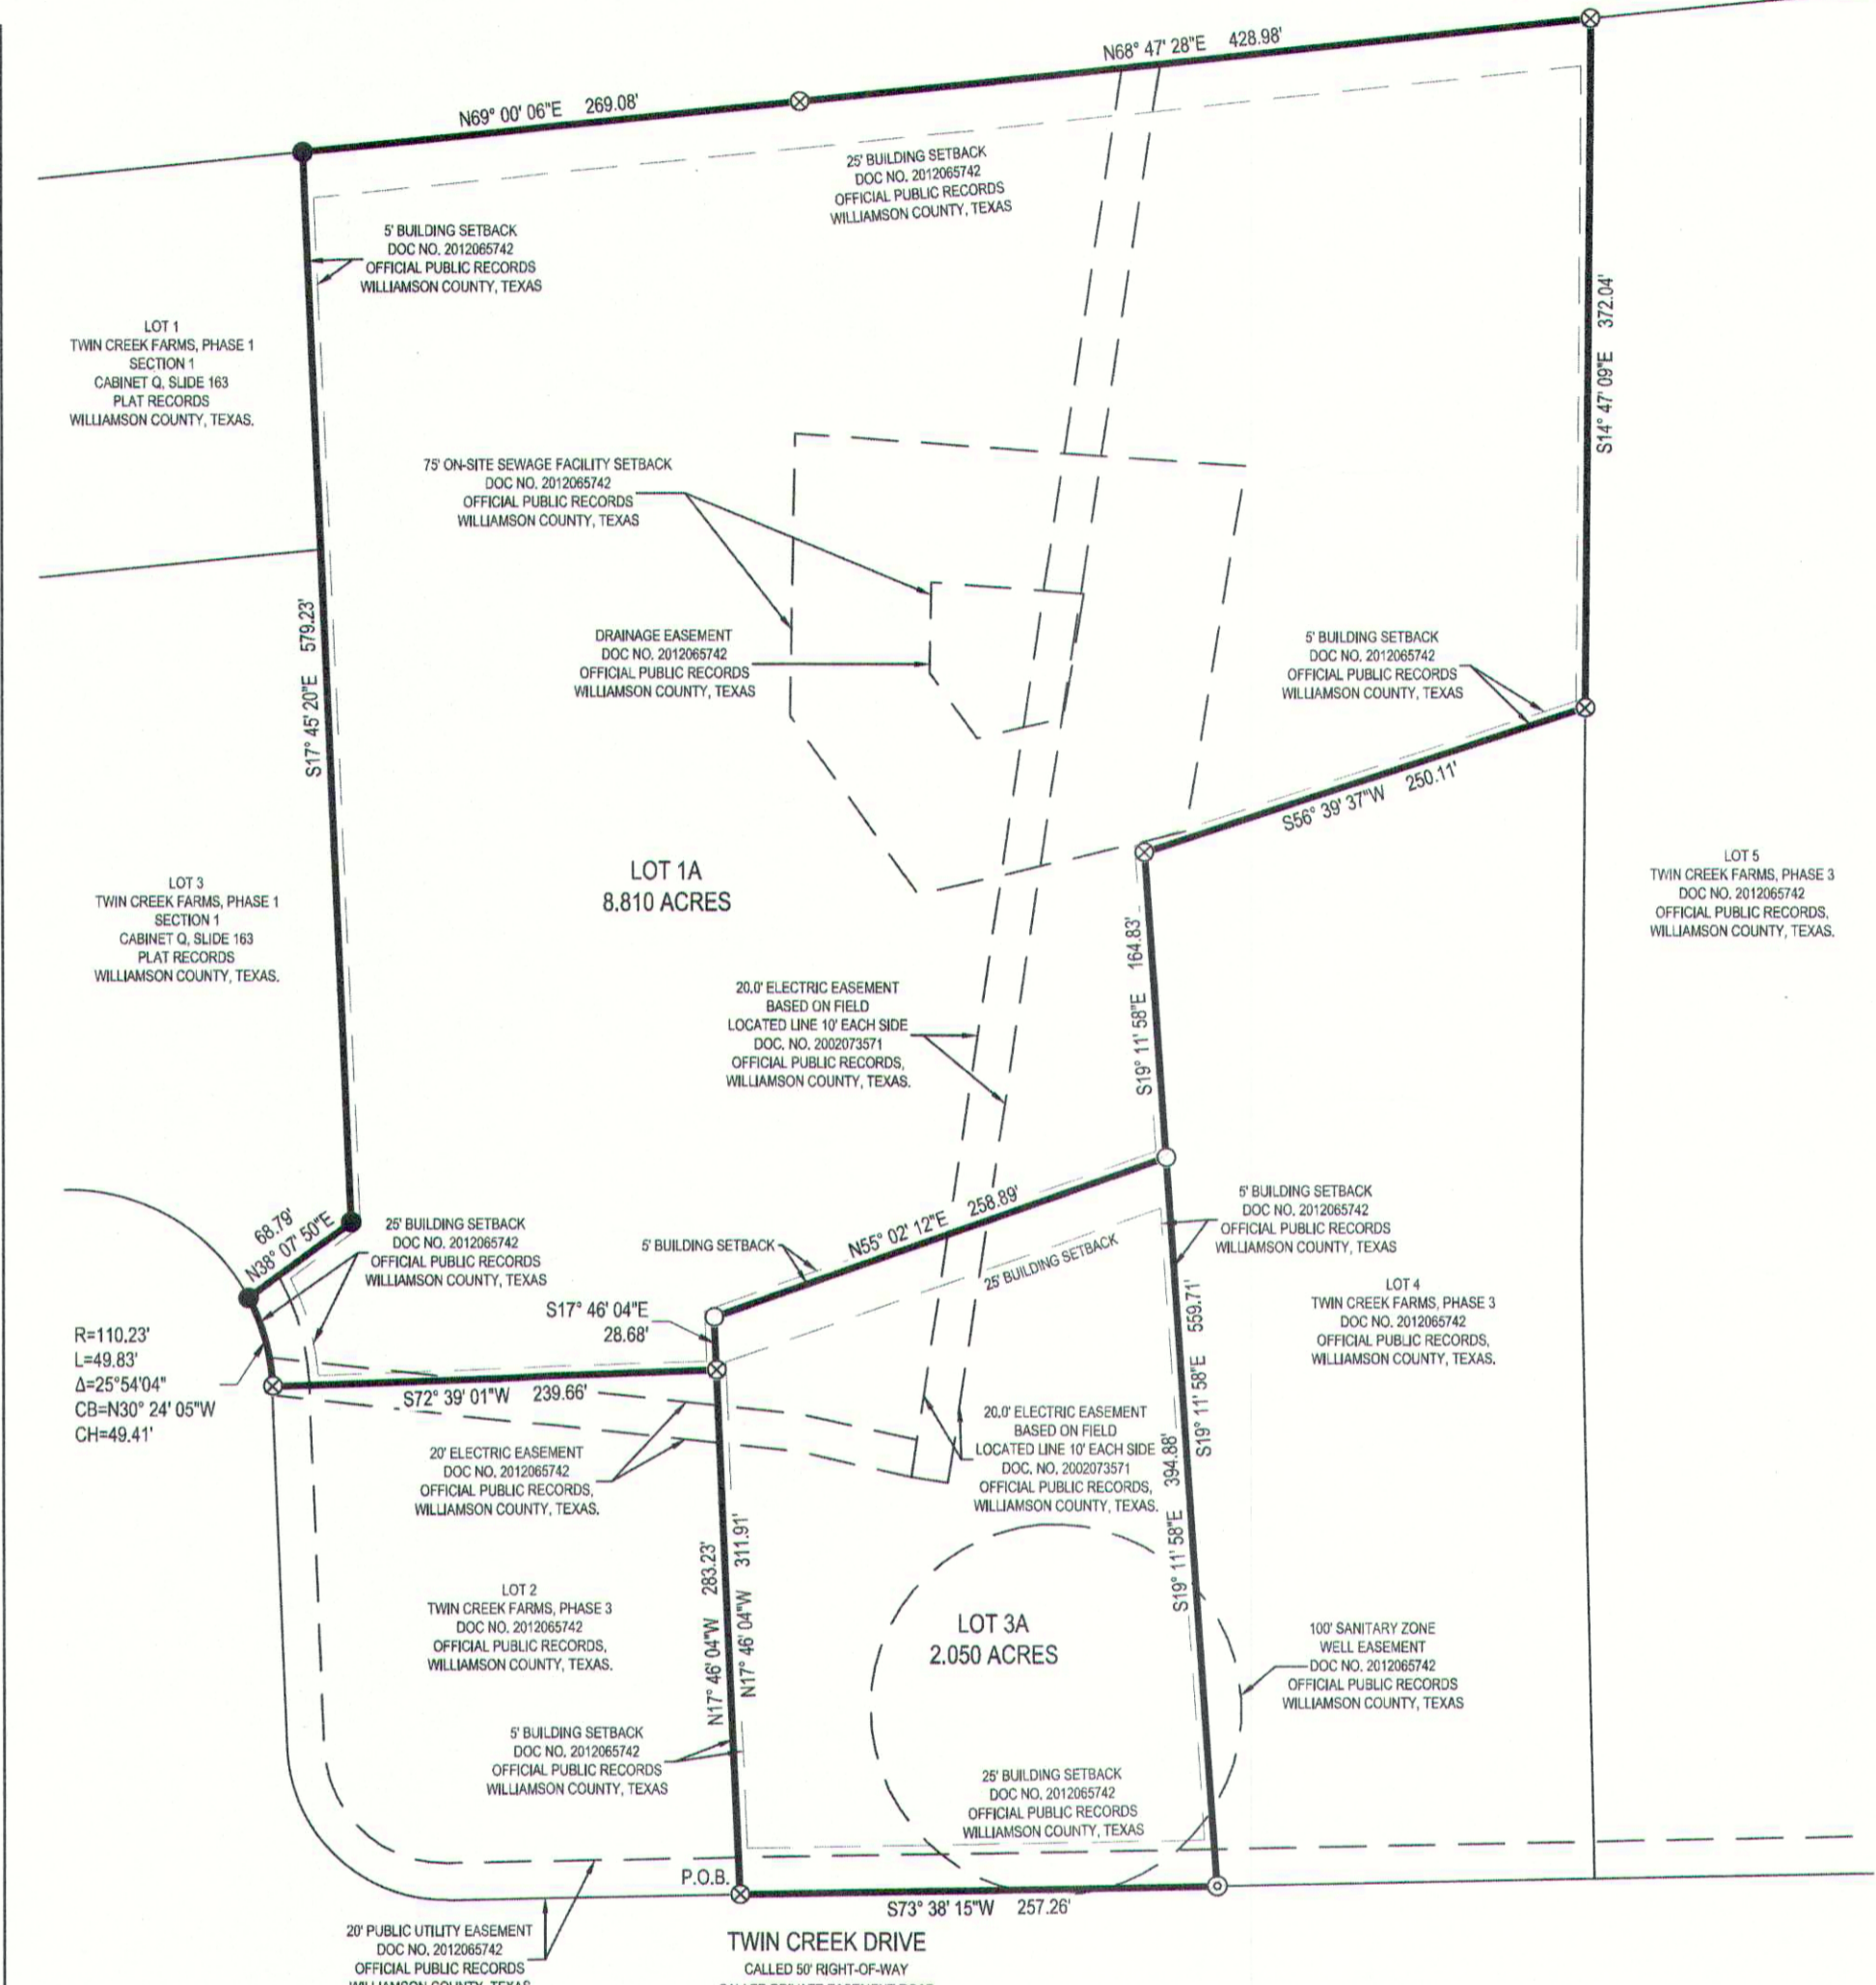 N68° 47' 28"E 428.98'
N69° 00' 06"E 269.08'
25' BUILDING SETBACK
DOC NO. 2012065742
OFFICIAL PUBLIC RECORDS
WILLIAMSON COUNTY, TEXAS
5' BUILDING SETBACK
DOC NO. 2012065742
OFFICIAL PUBLIC RECORDS
WILLIAMSON COUNTY, TEXAS
S14° 47' 09"E 372.04'
LOT 1
TWIN CREEK FARMS, PHASE 1
SECTION 1
CABINET Q, SLIDE 163
PLAT RECORDS
WILLIAMSON COUNTY, TEXAS.
75' ON-SITE SEWAGE FACILITY SETBACK
DOC NO. 2012065742
OFFICIAL PUBLIC RECORDS
WILLIAMSON COUNTY, TEXAS
S17° 45' 20"E 579.23'
DRAINAGE EASEMENT
DOC NO. 2012065742
OFFICIAL PUBLIC RECORDS
WILLIAMSON COUNTY, TEXAS
5' BUILDING SETBACK
DOC NO. 2012065742
OFFICIAL PUBLIC RECORDS
WILLIAMSON COUNTY, TEXAS
S56° 39' 37"W 250.11'
LOT 1A
8.810 ACRES
LOT 5
TWIN CREEK FARMS, PHASE 3
DOC NO. 2012065742
OFFICIAL PUBLIC RECORDS,
WILLIAMSON COUNTY, TEXAS.
LOT 3
TWIN CREEK FARMS, PHASE 1
SECTION 1
CABINET Q, SLIDE 163
PLAT RECORDS
WILLIAMSON COUNTY, TEXAS.
S19° 11' 58"E 164.83'
20.0' ELECTRIC EASEMENT
BASED ON FIELD
LOCATED LINE 10' EACH SIDE
DOC. NO. 2002073571
OFFICIAL PUBLIC RECORDS,
WILLIAMSON COUNTY, TEXAS.
68.79'
N38° 07' 50"E
25' BUILDING SETBACK
DOC NO. 2012065742
OFFICIAL PUBLIC RECORDS
WILLIAMSON COUNTY, TEXAS
5' BUILDING SETBACK
N55° 02' 12"E 258.89'
25' BUILDING SETBACK
5' BUILDING SETBACK
DOC NO. 2012065742
OFFICIAL PUBLIC RECORDS
WILLIAMSON COUNTY, TEXAS
S17° 46' 04"E
28.68'
LOT 4
TWIN CREEK FARMS, PHASE 3
DOC NO. 2012065742
OFFICIAL PUBLIC RECORDS,
WILLIAMSON COUNTY, TEXAS.
R=110.23'
L=49.83'
Δ=25°54'04"
CB=N30° 24' 05"W
CH=49.41'
S72° 39' 01"W 239.66'
S19° 11' 58"E 559.71'
S19° 11' 58"E 394.88'
20' ELECTRIC EASEMENT
DOC NO. 2012065742
OFFICIAL PUBLIC RECORDS,
WILLIAMSON COUNTY, TEXAS.
20.0' ELECTRIC EASEMENT
BASED ON FIELD
LOCATED LINE 10' EACH SIDE
DOC. NO. 2002073571
OFFICIAL PUBLIC RECORDS,
WILLIAMSON COUNTY, TEXAS.
N17° 46' 04"W 283.23'
N17° 46' 04"W 311.91'
LOT 2
TWIN CREEK FARMS, PHASE 3
DOC NO. 2012065742
OFFICIAL PUBLIC RECORDS,
WILLIAMSON COUNTY, TEXAS.
LOT 3A
2.050 ACRES
100' SANITARY ZONE
WELL EASEMENT
DOC NO. 2012065742
OFFICIAL PUBLIC RECORDS
WILLIAMSON COUNTY, TEXAS
5' BUILDING SETBACK
DOC NO. 2012065742
OFFICIAL PUBLIC RECORDS
WILLIAMSON COUNTY, TEXAS
25' BUILDING SETBACK
DOC NO. 2012065742
OFFICIAL PUBLIC RECORDS
WILLIAMSON COUNTY, TEXAS
P.O.B.
S73° 38' 15"W 257.26'
20' PUBLIC UTILITY EASEMENT
DOC NO. 2012065742
OFFICIAL PUBLIC RECORDS
WILLIAMSON COUNTY, TEXAS
TWIN CREEK DRIVE
CALLED 50' RIGHT-OF-WAY